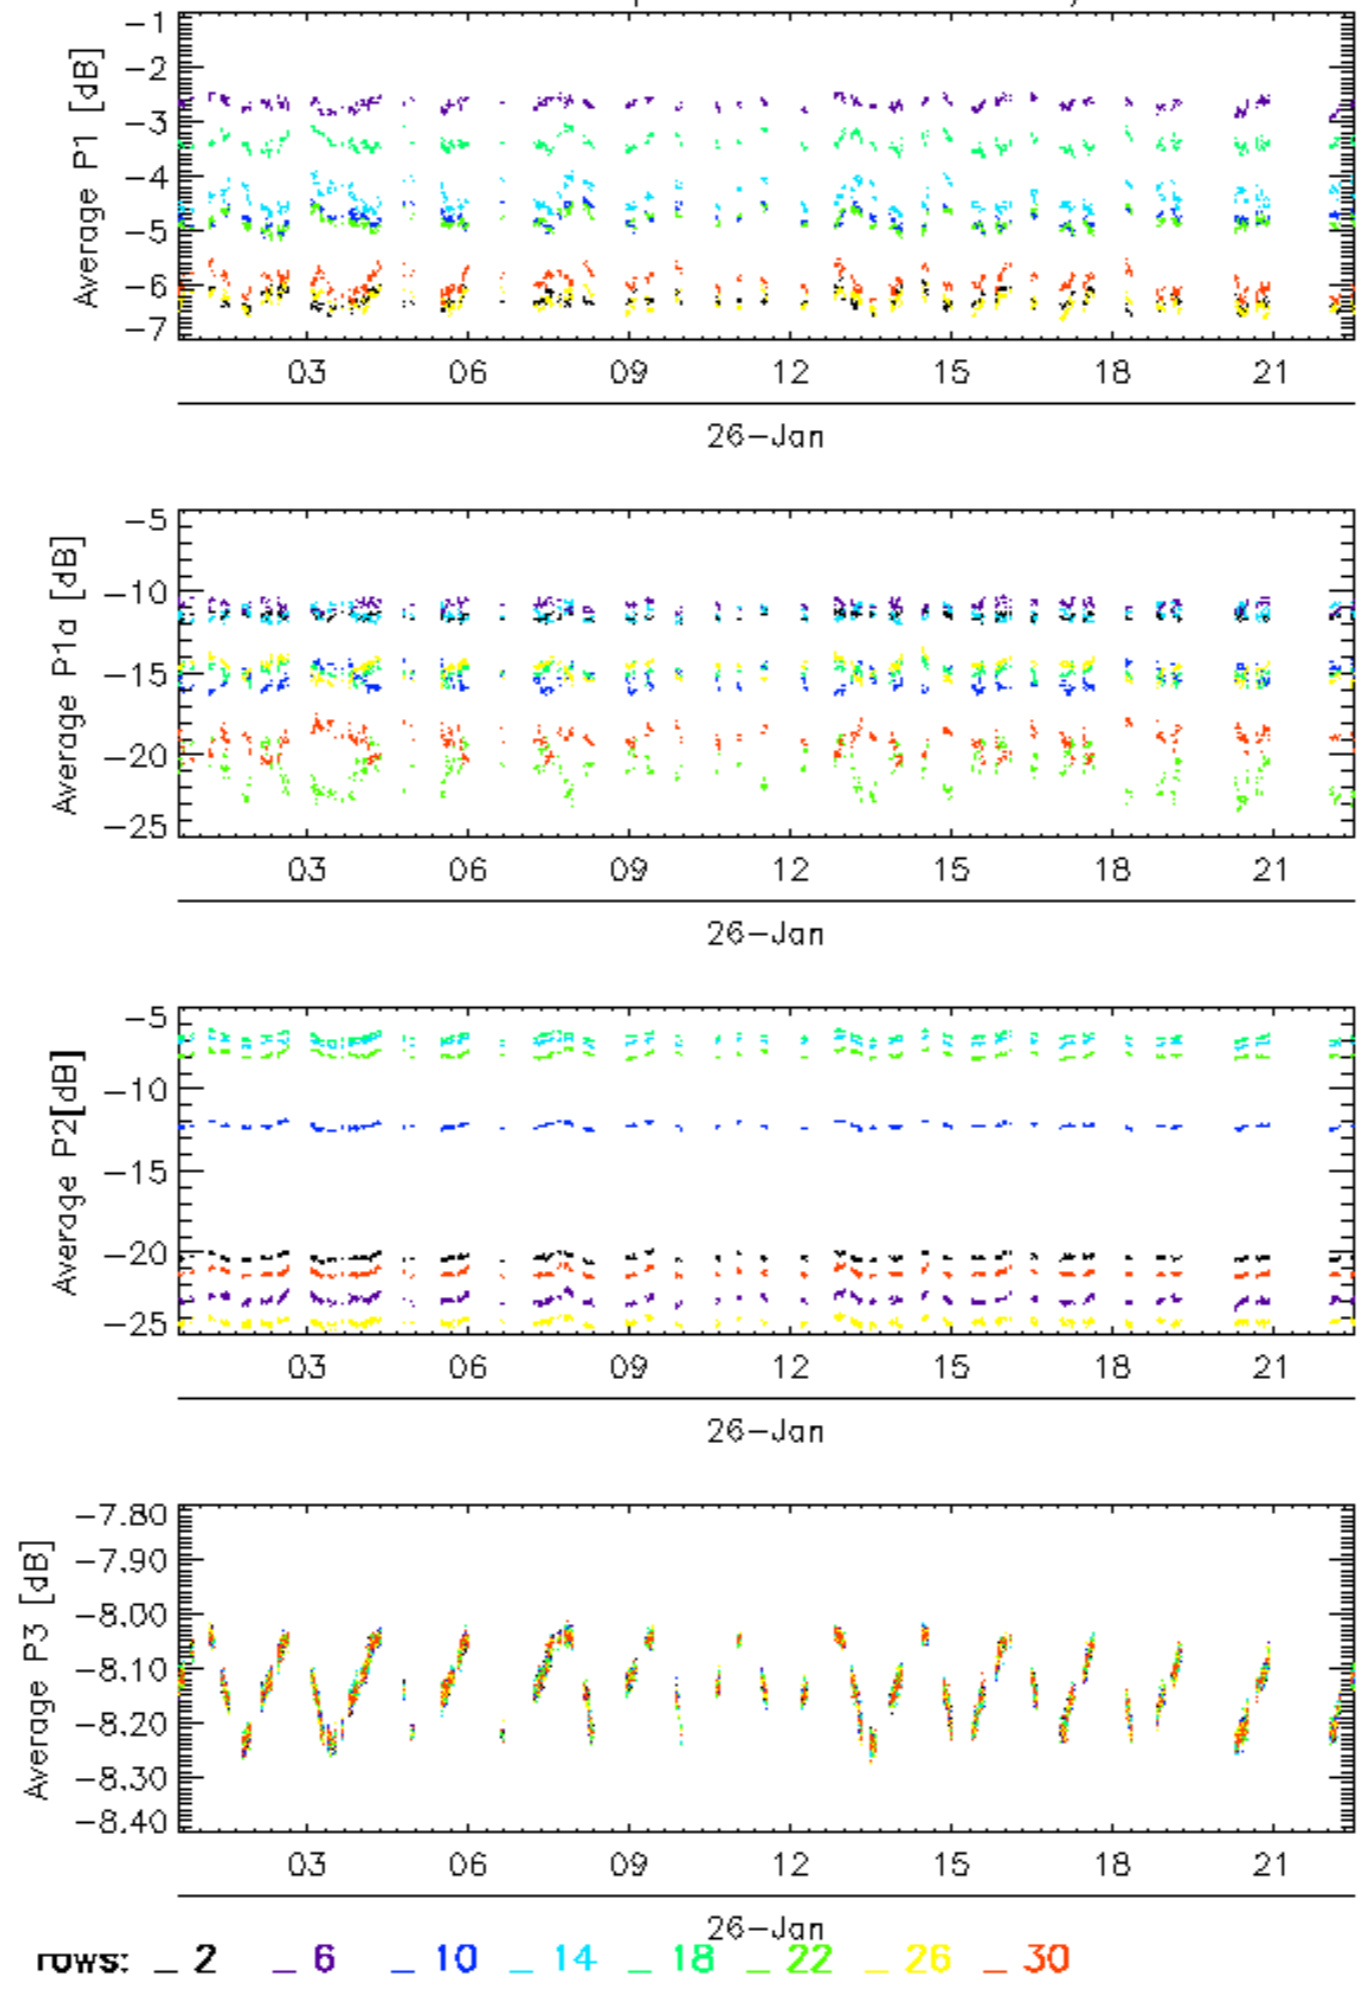 -1
-2
-3
-4
-5
-6
-7
Average P1 [dB]
03 06 09 12 15 18 21
26-Jan
-5
-10
-15
-20
-25
Average P1a [dB]
03 06 09 12 15 18 21
26-Jan
-5
-10
-15
-20
-25
Average P2[dB]
03 06 09 12 15 18 21
26-Jan
-7.80
-7.90
-8.00
-8.10
-8.20
-8.30
-8.40
Average P3 [dB]
03 06 09 12 15 18 21
26-Jan
rows: _ 2 _ 6 _ 10 _ 14 _ 18 _ 22 _ 26 _ 30